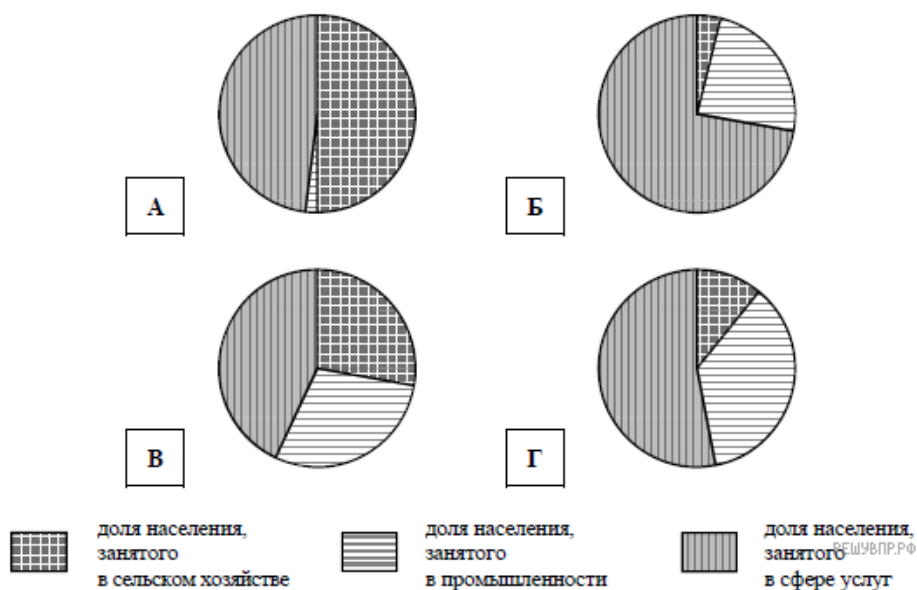 А
Б
В
Г
доля населения,
занятого
в сельском хозяйстве
доля населения,
занятого
в промышленности
доля населения,
занятого
в сфере услуг
РЕШУВПР.РФ